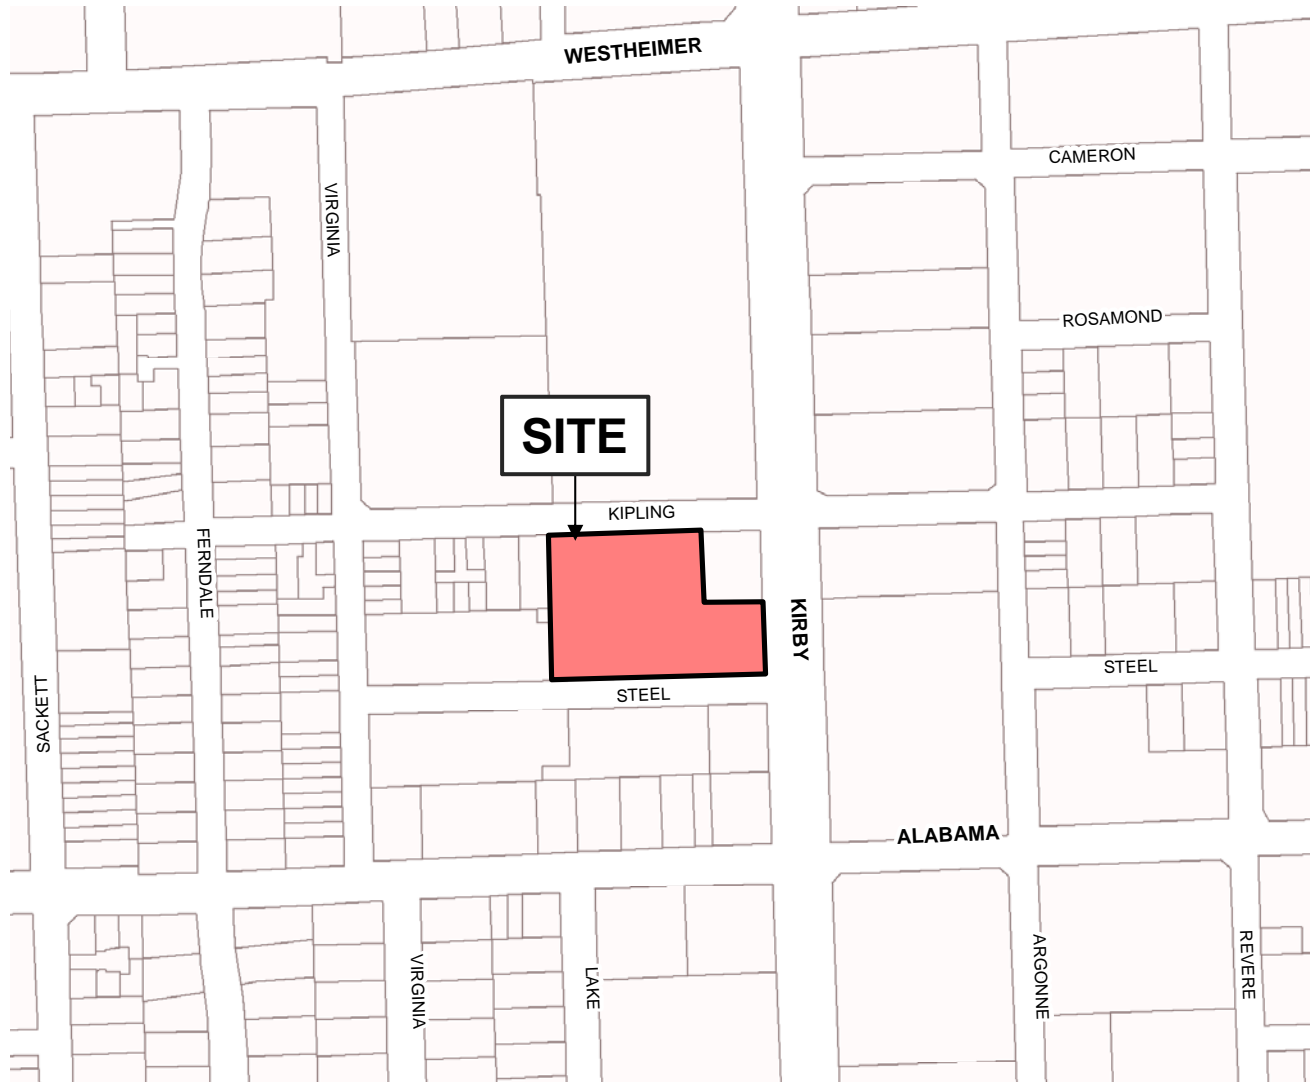 WESTHEIMER
CAMERON
VIRGINIA
ROSAMOND
SITE
KIPLING
FERNDALE
KIRBY
STEEL
STEEL
SACKETT
ALABAMA
VIRGINIA
LAKE
ARGONNE
REVERE